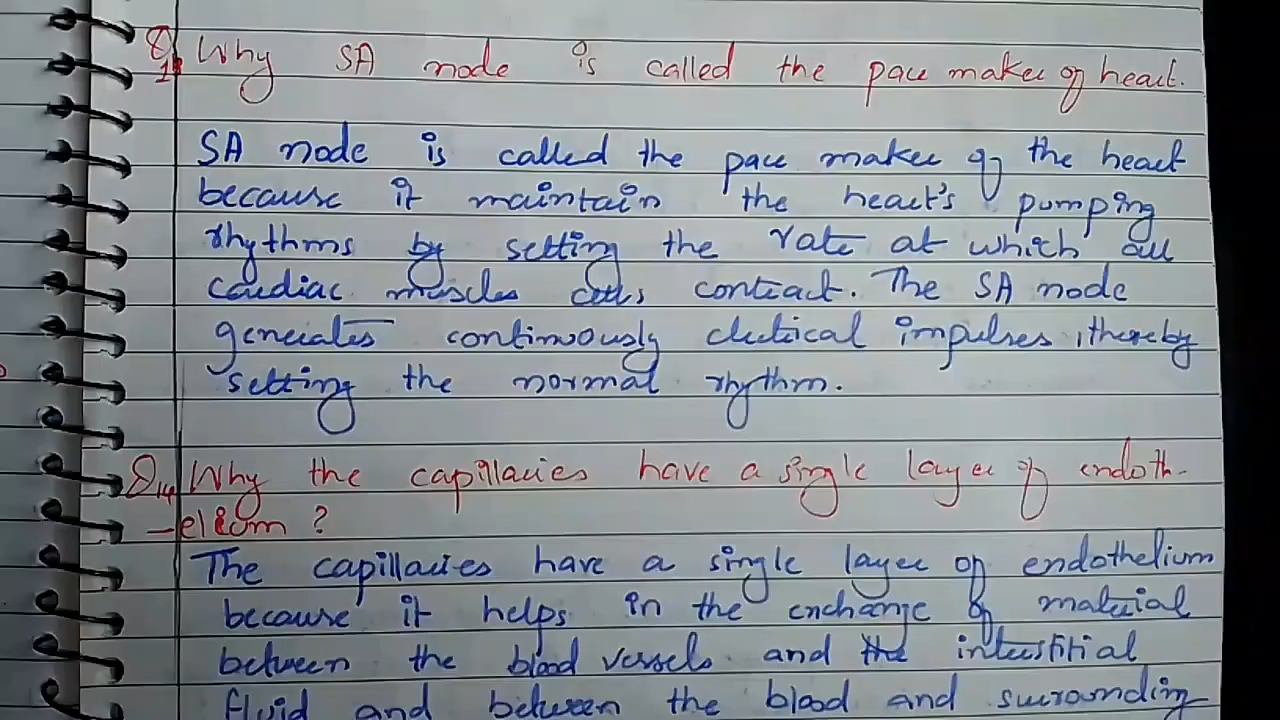 Q13 Why SA node is called the pace maker of heart.
SA node is called the pace maker of the heart
because it maintain the heart's pumping
rhythms by setting the rate at which all
cardiac muscles cells contract. The SA node
generates continuously electrical impulses, thereby
setting the normal rhythm.
Q14 Why the capillaries have a single layer of endoth-
-elium ?
The capillaries have a single layer of endothelium
because it helps in the exchange of material
between the blood vessels and the interstitial
fluid and between the blood and surrounding